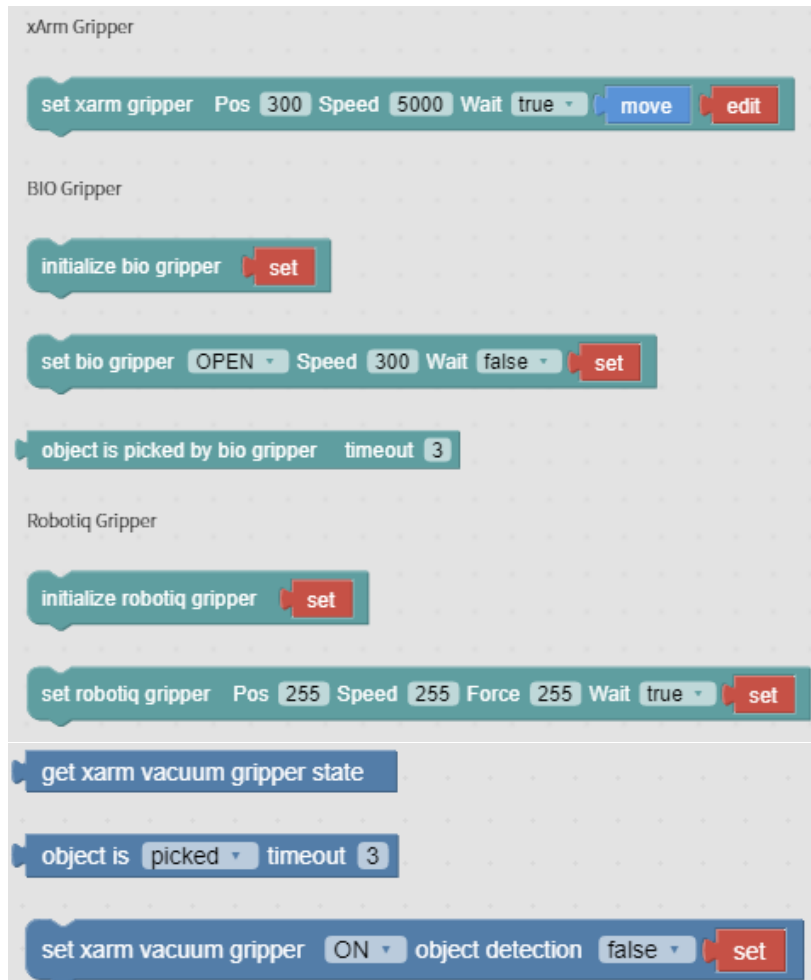 xArm Gripper
set xarm gripper Pos 300 Speed 5000 Wait true move edit
BIO Gripper
initialize bio gripper set
set bio gripper OPEN Speed 300 Wait false set
object is picked by bio gripper timeout 3
Robotiq Gripper
initialize robotiq gripper set
set robotiq gripper Pos 255 Speed 255 Force 255 Wait true set
get xarm vacuum gripper state
object is picked timeout 3
set xarm vacuum gripper ON object detection false set